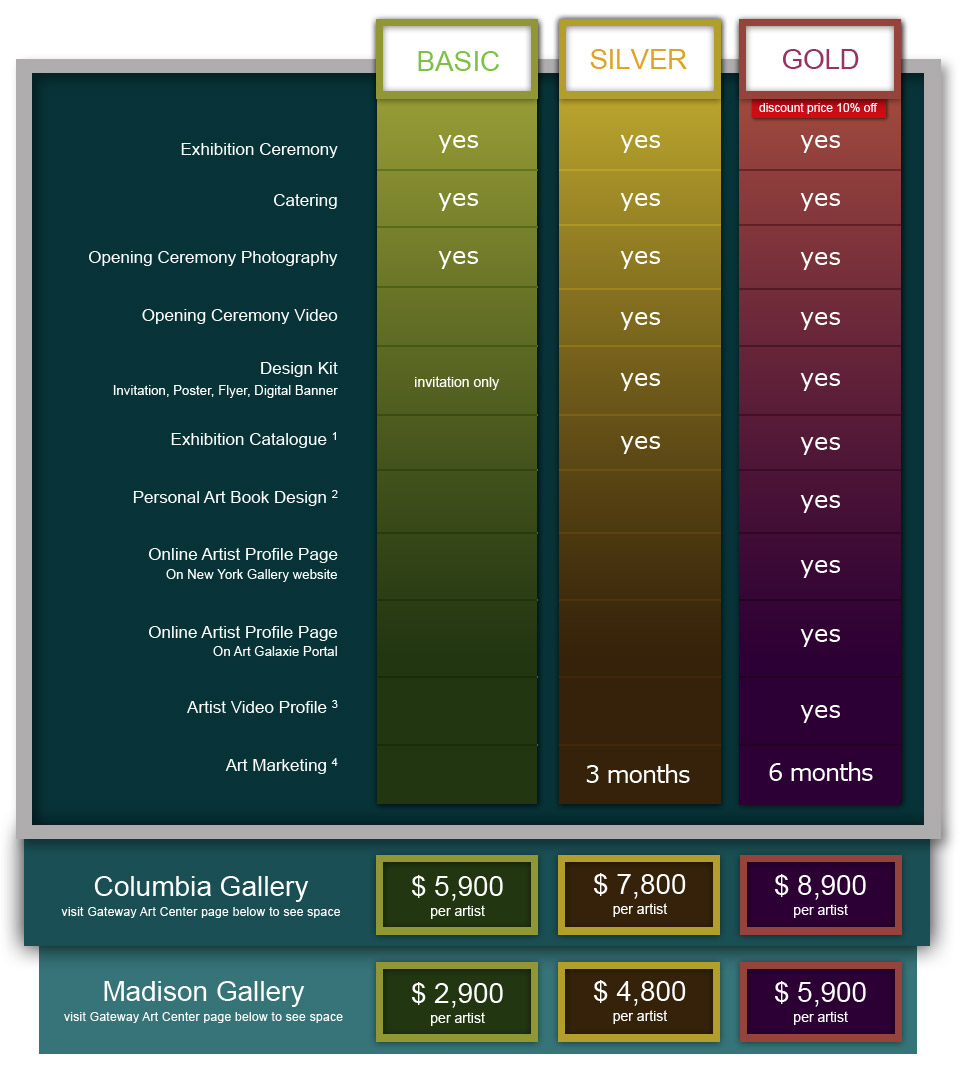 BASIC SILVER GOLD
discount price 10% off
Exhibition Ceremony yes yes yes
Catering yes yes yes
Opening Ceremony Photography yes yes yes
Opening Ceremony Video yes yes
Design Kit
Invitation, Poster, Flyer, Digital Banner invitation only yes yes
Exhibition Catalogue ¹ yes yes
Personal Art Book Design ² yes
Online Artist Profile Page
On New York Gallery website yes
Online Artist Profile Page
On Art Galaxie Portal yes
Artist Video Profile ³ yes
Art Marketing ⁴ 3 months 6 months
Columbia Gallery $ 5,900 $ 7,800 $ 8,900
visit Gateway Art Center page below to see space per artist per artist per artist
Madison Gallery $ 2,900 $ 4,800 $ 5,900
visit Gateway Art Center page below to see space per artist per artist per artist